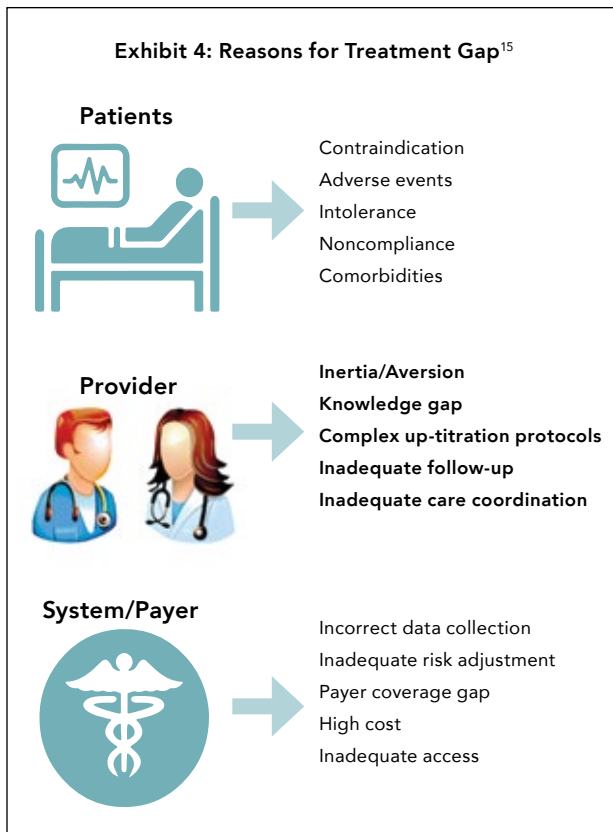 Exhibit 4: Reasons for Treatment Gap15
Patients
Contraindication
Adverse events
Intolerance
Noncompliance
Comorbidities
Provider
Inertia/Aversion
Knowledge gap
Complex up-titration protocols
Inadequate follow-up
Inadequate care coordination
System/Payer
Incorrect data collection
Inadequate risk adjustment
Payer coverage gap
High cost
Inadequate access